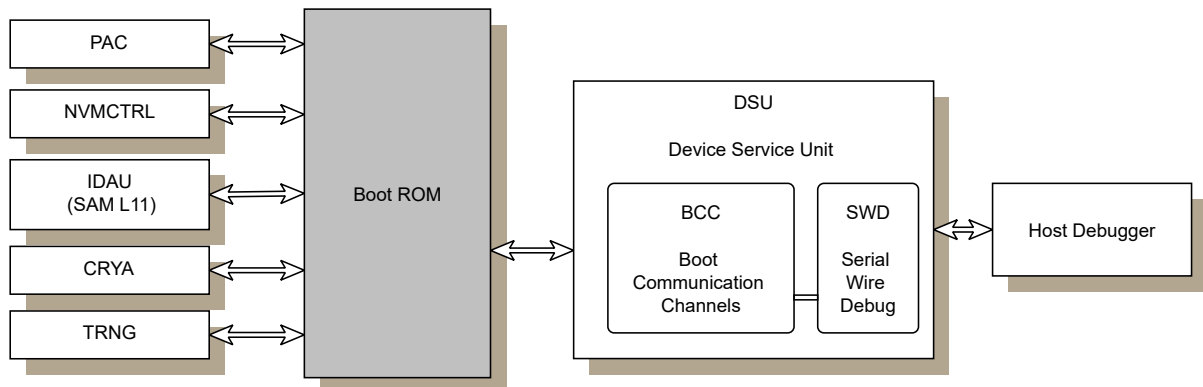 PAC
NVMCTRL
IDAU
(SAM L11)
CRYA
TRNG
Boot ROM
DSU
Device Service Unit
BCC
Boot
Communication
Channels
SWD
Serial
Wire
Debug
Host Debugger